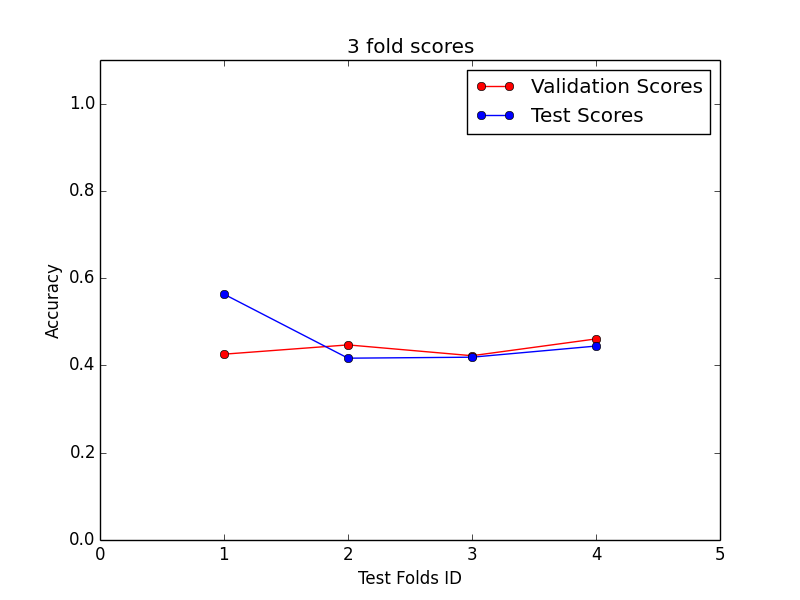 3 fold scores
Validation Scores
Test Scores
1.0
0.8
0.6
0.4
0.2
0.0
Accuracy
0 1 2 3 4 5
Test Folds ID